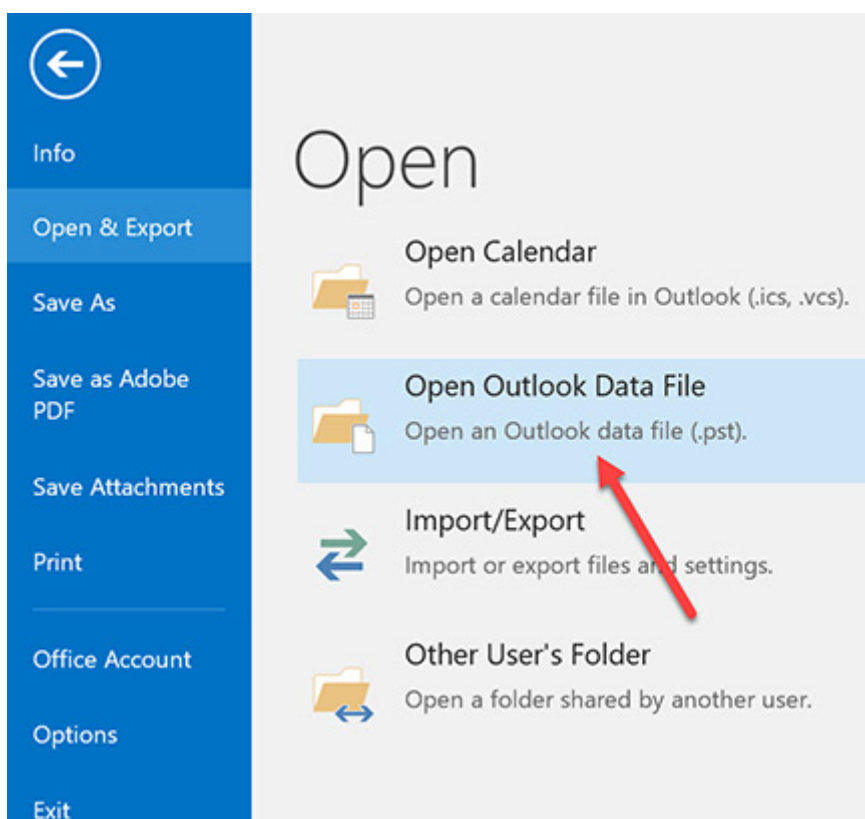 Info
Open & Export
Save As
Save as Adobe
PDF
Save Attachments
Print
Office Account
Options
Exit
Open
Open Calendar
Open a calendar file in Outlook (.ics, .vcs).
Open Outlook Data File
Open an Outlook data file (.pst).
Import/Export
Import or export files and settings.
Other User's Folder
Open a folder shared by another user.